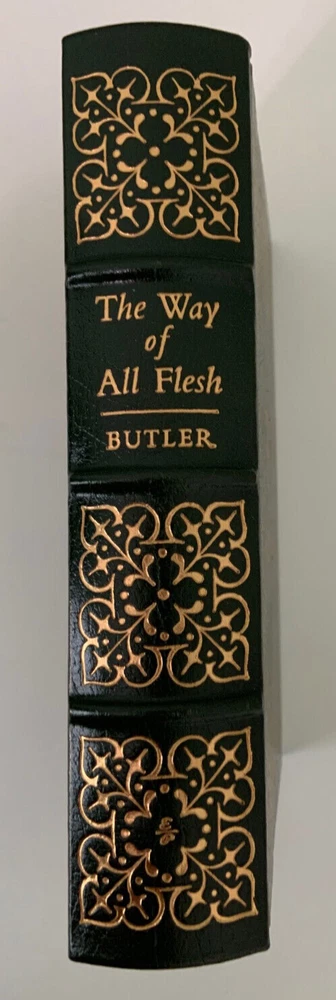 The Way
of
All Flesh
BUTLER